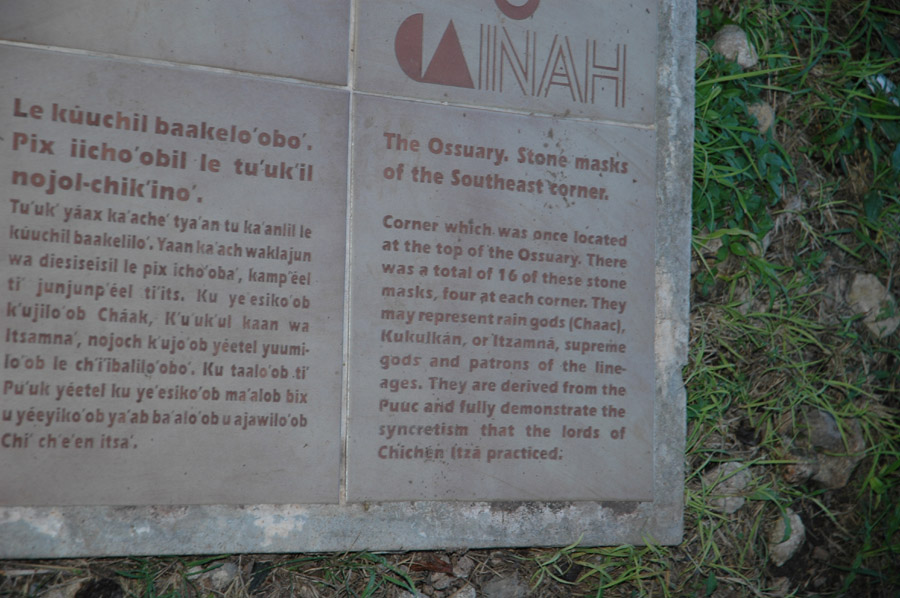 INAH
Le kúuchil baakelo'obo'.
Pix iicho'obil le tu'uk'il
nojol-chik'ino'.
Tu'uk' yáax ka'ache' tya'an tu ka'anlil le
kúuchil baakelilo'. Yaan ka'ach waklajun
wa diesiseisil le pix icho'oba', kamp'éel
ti' junjunp'éel ti'its. Ku ye'esiko'ob
k'ujilo'ob Cháak, K'u'uk'ul kaan wa
Itsamna', nojoch k'ujo'ob yéetel yuumi-
lo'ob le ch'i'ibalilo'obo'. Ku taalo'ob ti'
Pu'uk yéetel ku ye'esiko'ob ma'alob bix
u yéeyiko'ob ya'ab ba'alo'ob u ajawilo'ob
Chi' ch'e'en itsa'.
The Ossuary. Stone masks
of the Southeast corner.
Corner which was once located
at the top of the Ossuary. There
was a total of 16 of these stone
masks, four at each corner. They
may represent rain gods (Chaac),
Kukulkán, or Itzamná, supreme
gods and patrons of the line-
ages. They are derived from the
Puuc and fully demonstrate the
syncretism that the lords of
Chichén Itzá practiced.